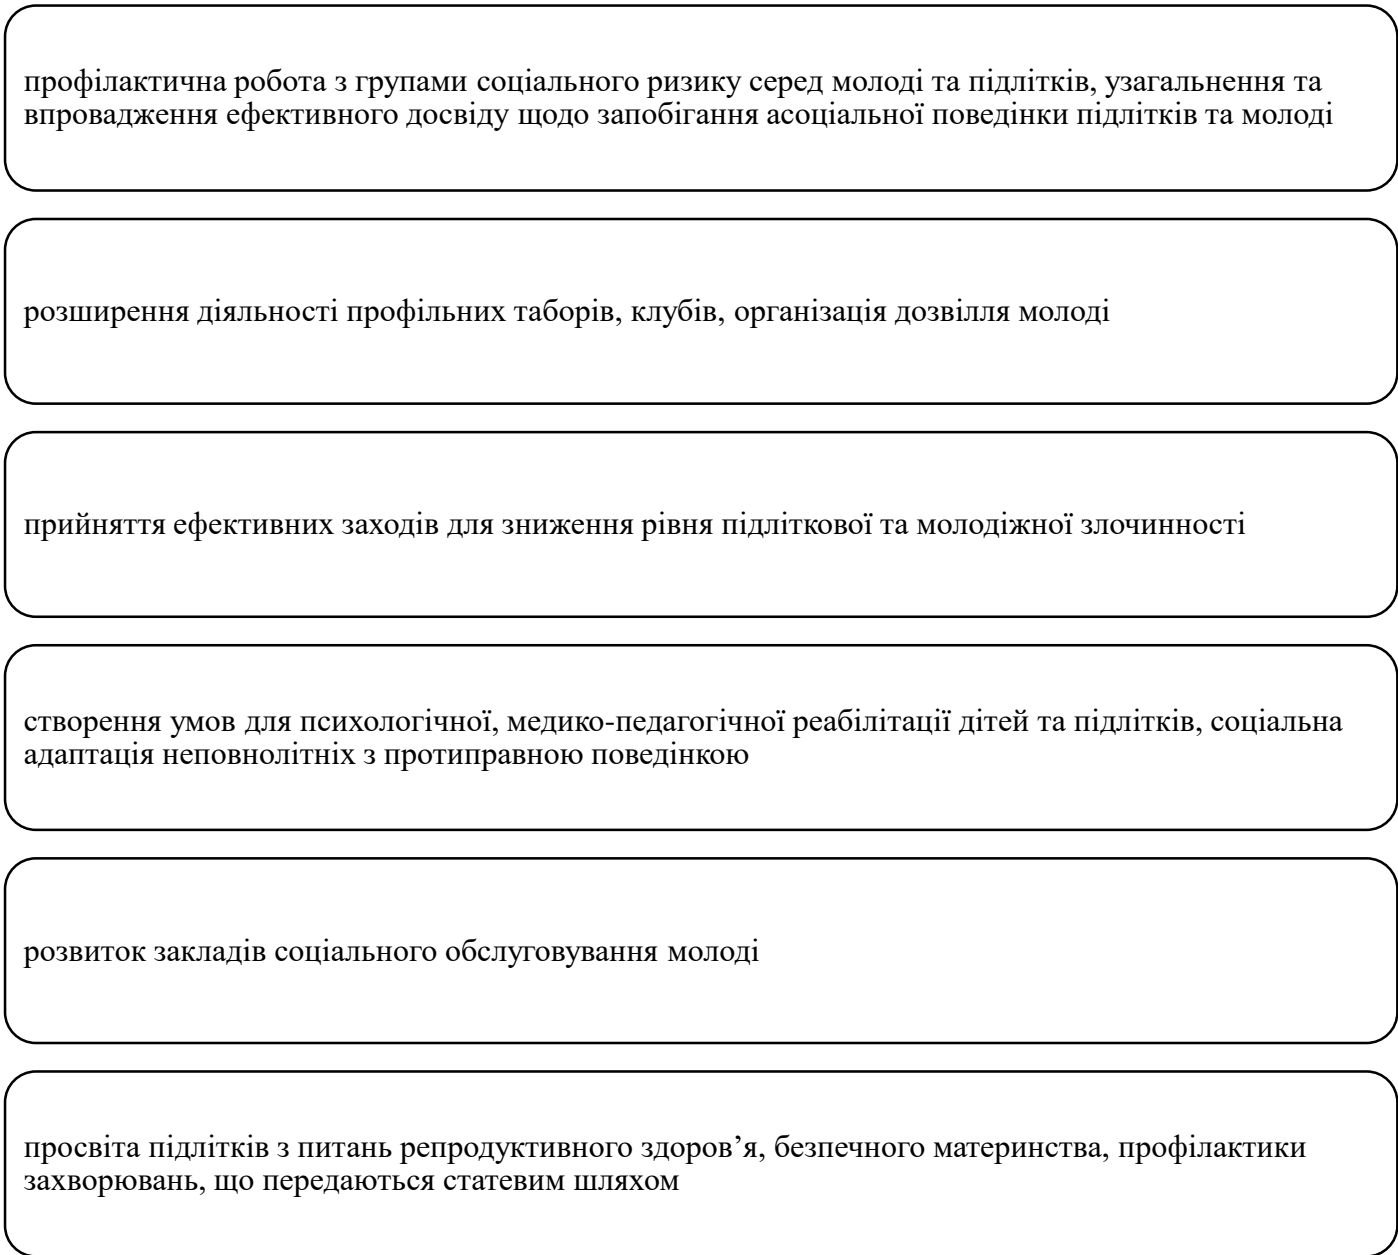 профілактична робота з групами соціального ризику серед молоді та підлітків, узагальнення та
впровадження ефективного досвіду щодо запобігання асоціальної поведінки підлітків та молоді
розширення діяльності профільних таборів, клубів, організація дозвілля молоді
прийняття ефективних заходів для зниження рівня підліткової та молодіжної злочинності
створення умов для психологічної, медико-педагогічної реабілітації дітей та підлітків, соціальна
адаптація неповнолітніх з протиправною поведінкою
розвиток закладів соціального обслуговування молоді
просвіта підлітків з питань репродуктивного здоров’я, безпечного материнства, профілактики
захворювань, що передаються статевим шляхом